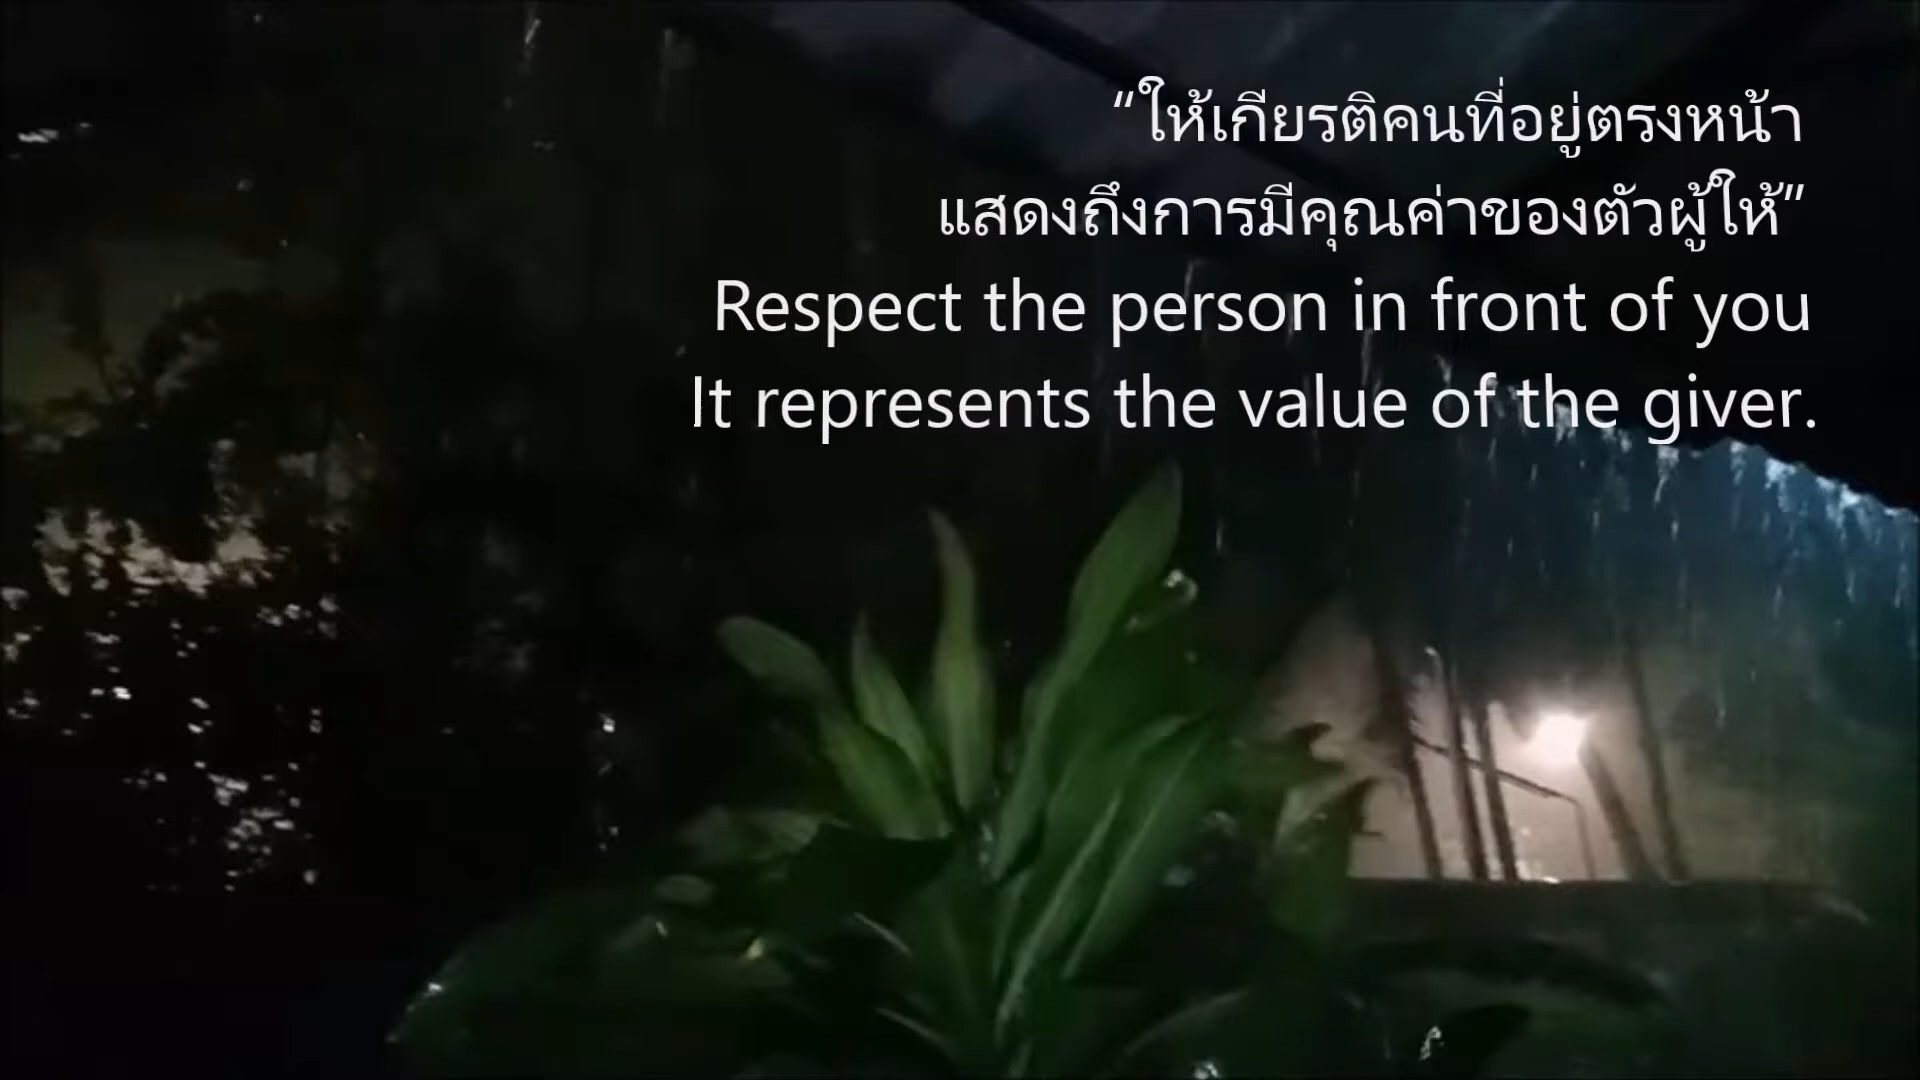 “ให้เกียรติคนที่อยู่ตรงหน้า
แสดงถึงการมีคุณค่าของตัวผู้ให้”
Respect the person in front of you
It represents the value of the giver.